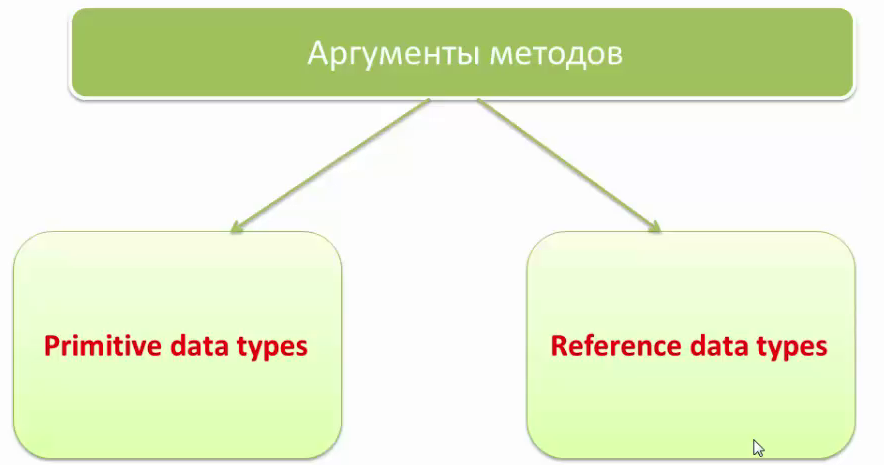 Аргументы методов
Primitive data types
Reference data types